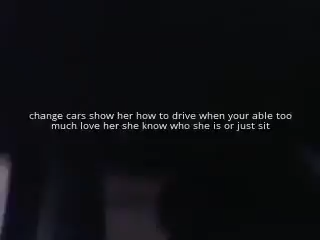 change cars show her how to drive when your able too
much love her she know who she is or just sit